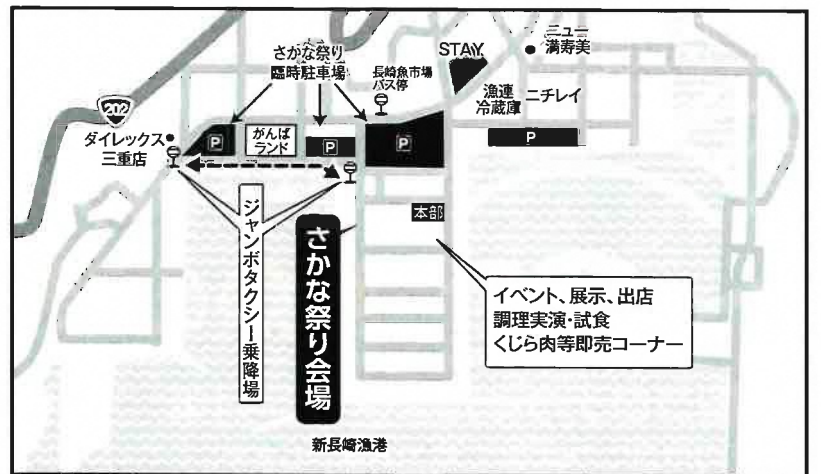 さかな祭り
臨時駐車場
STAY.
ニュー
満寿美
長崎魚市場
バス停
漁連
冷蔵庫
ニチレイ
202
ダイレックス
三重店
P
がんば
ランド
P
P
P
本部
ジャンボタクシー乗降場
さかな祭り会場
イベント、展示、出店
調理実演・試食
くじら肉等即売コーナー
新長崎漁港